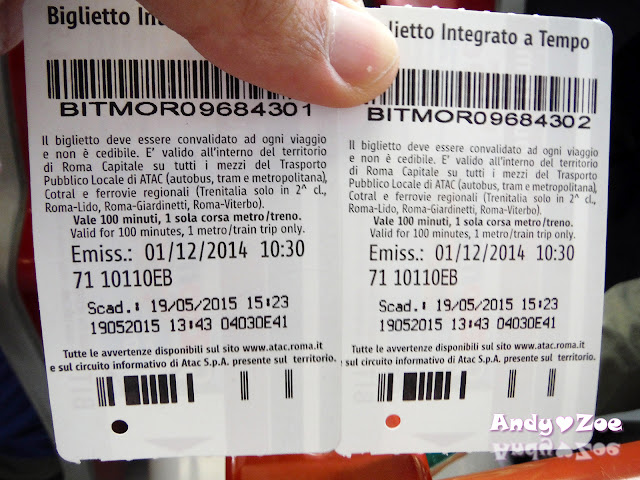 Biglietto In
BITMOR09684301
Il biglietto deve essere convalidato ad ogni viaggio
e non è cedibile. E' valido all'interno del territorio
di Roma Capitale su tutti i mezzi del Trasporto
Pubblico Locale di ATAC (autobus, tram e metropolitana),
Cotral e ferrovie regionali (Trenitalia solo in 2^ cl.,
Roma-Lido, Roma-Giardinetti, Roma-Viterbo).
Vale 100 minuti, 1 sola corsa metro/treno.
Valid for 100 minutes, 1 metro/train trip only.
Emiss.: 01/12/2014 10:30
71 10110EB
Scad.: 19/05/2015 15:23
19052015 13:43 04030E41
Tutte le avvertenze disponibili sul sito www.atac.roma.it
e sul circuito informativo di Atac S.p.A. presente sul territorio.
lietto Integrato a Tempo
BITMOR09684302
Il biglietto deve essere convalidato ad ogni viaggio
e non è cedibile. E' valido all'interno del territorio
di Roma Capitale su tutti i mezzi del Trasporto
Pubblico Locale di ATAC (autobus, tram e metropolitana),
Cotral e ferrovie regionali (Trenitalia solo in 2^ cl.,
Roma-Lido, Roma-Giardinetti, Roma-Viterbo).
Vale 100 minuti, 1 sola corsa metro/treno.
Valid for 100 minutes, 1 metro/train trip only.
Emiss.: 01/12/2014 10:30
71 10110EB
Scad.: 19/05/2015 15:23
19052015 13:43 04030E41
Tutte le avvertenze disponibili sul sito www.atac.roma.it
e sul circuito informativo di Atac S.p.A. presente sul territorio.
Andy♥Zoe